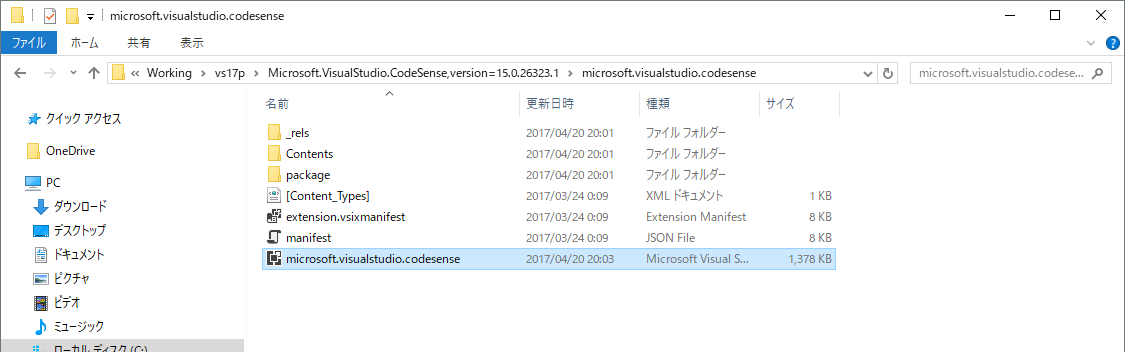 microsoft.visualstudio.codesense
ファイル ホーム 共有 表示
« Working › vs17p › Microsoft.VisualStudio.CodeSense,version=15.0.26323.1 › microsoft.visualstudio.codesense microsoft.visualstudio.codese...
名前 更新日時 種類 サイズ
クイック アクセス
OneDrive
PC
ダウンロード
デスクトップ
ドキュメント
ピクチャ
ビデオ
ミュージック
ローカル ディスク (C:)
_rels 2017/04/20 20:01 ファイル フォルダー
Contents 2017/04/20 20:01 ファイル フォルダー
package 2017/04/20 20:01 ファイル フォルダー
[Content_Types] 2017/03/24 0:09 XML ドキュメント 1 KB
extension.vsixmanifest 2017/03/24 0:09 Extension Manifest 8 KB
manifest 2017/03/24 0:09 JSON File 8 KB
microsoft.visualstudio.codesense 2017/04/20 20:03 Microsoft Visual S... 1,378 KB